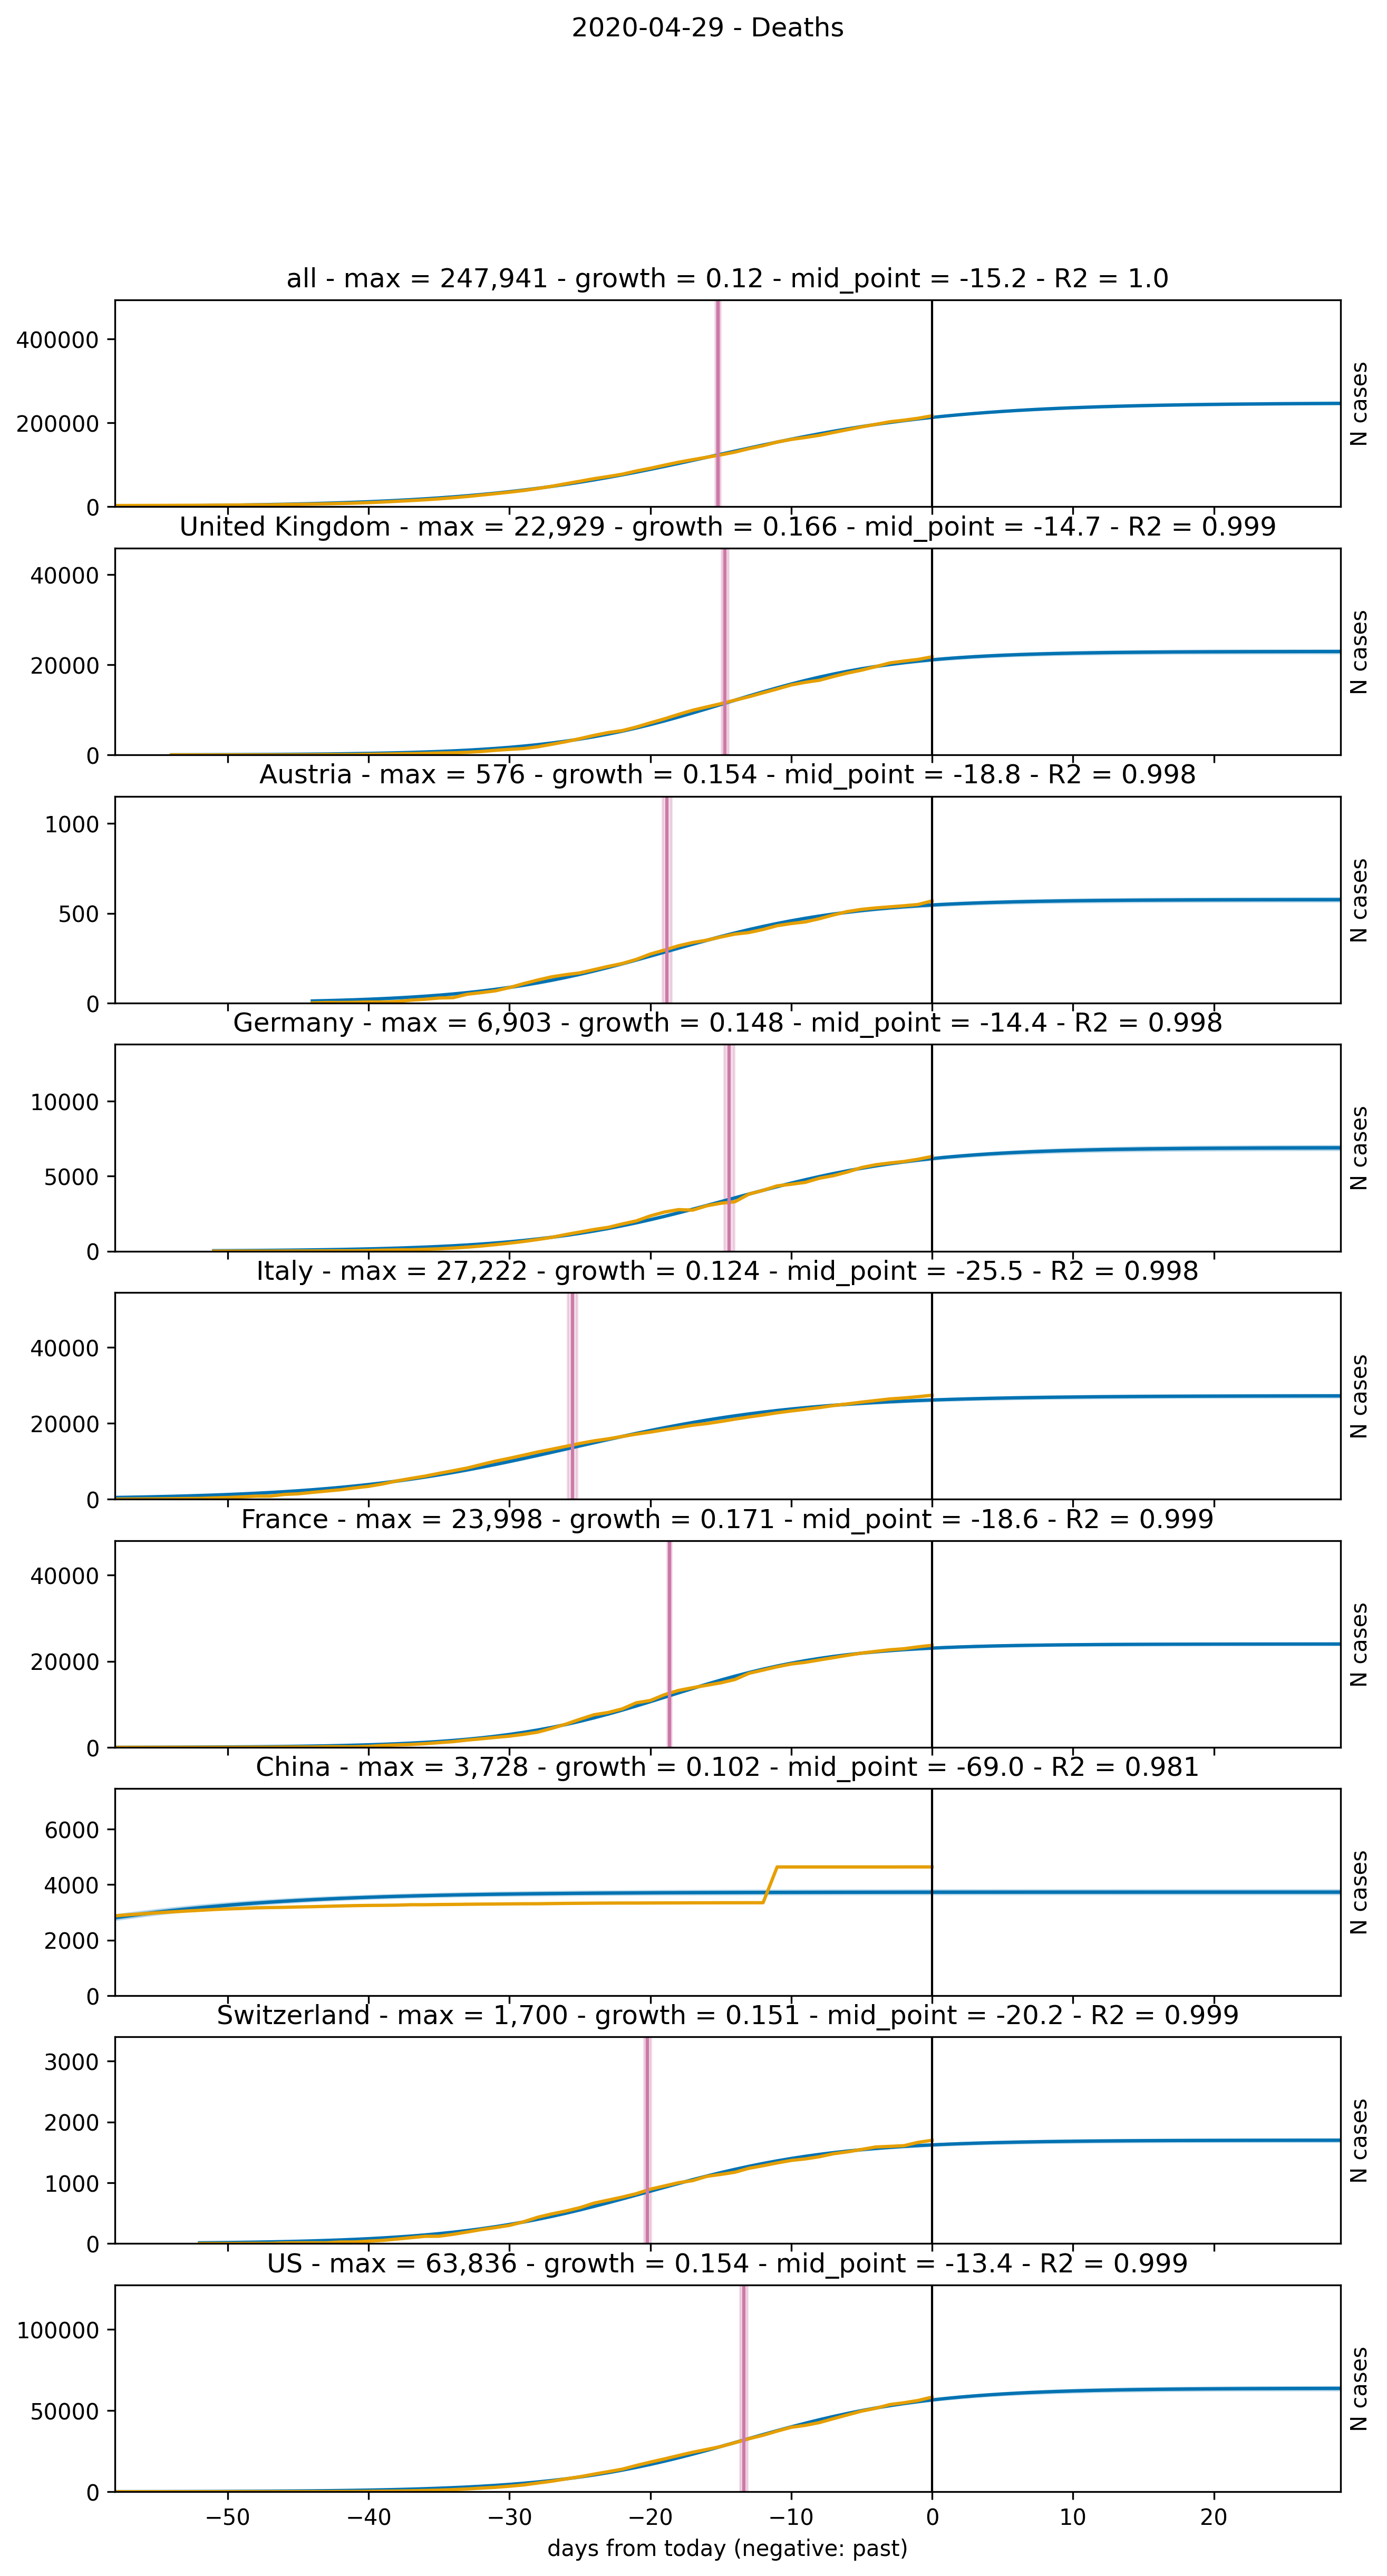 2020-04-29 - Deaths
all - max = 247,941 - growth = 0.12 - mid_point = -15.2 - R2 = 1.0
400000
200000
0
N cases
United Kingdom - max = 22,929 - growth = 0.166 - mid_point = -14.7 - R2 = 0.999
40000
20000
0
N cases
Austria - max = 576 - growth = 0.154 - mid_point = -18.8 - R2 = 0.998
1000
500
0
N cases
Germany - max = 6,903 - growth = 0.148 - mid_point = -14.4 - R2 = 0.998
10000
5000
0
N cases
Italy - max = 27,222 - growth = 0.124 - mid_point = -25.5 - R2 = 0.998
40000
20000
0
N cases
France - max = 23,998 - growth = 0.171 - mid_point = -18.6 - R2 = 0.999
40000
20000
0
N cases
China - max = 3,728 - growth = 0.102 - mid_point = -69.0 - R2 = 0.981
6000
4000
2000
0
N cases
Switzerland - max = 1,700 - growth = 0.151 - mid_point = -20.2 - R2 = 0.999
3000
2000
1000
0
N cases
US - max = 63,836 - growth = 0.154 - mid_point = -13.4 - R2 = 0.999
100000
50000
0
N cases
−50 −40 −30 −20 −10 0 10 20
days from today (negative: past)